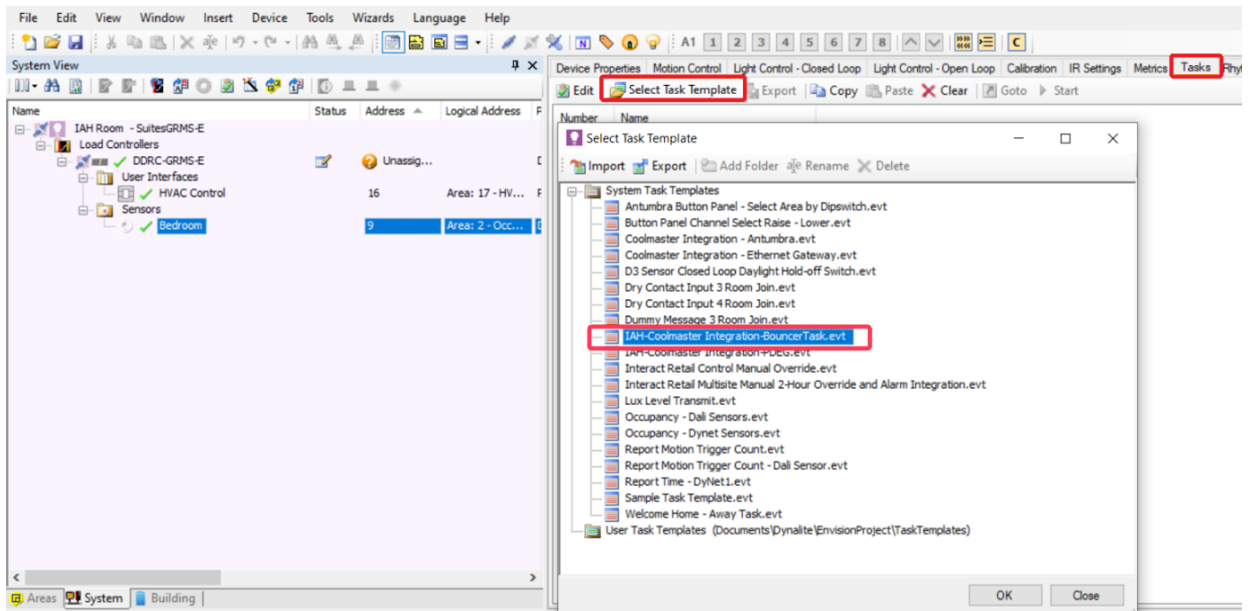 File Edit View Window Insert Device Tools Wizards Language Help
A1 1 2 3 4 5 6 7 8 C
System View
Device Properties Motion Control Light Control - Closed Loop Light Control - Open Loop Calibration IR Settings Metrics Tasks
Edit Select Task Template Export Copy Paste Clear Goto Start
Name Status Address Logical Address
Number Name
IAH Room - SuitesGRMS-E
Load Controllers
DDRC-GRMS-E Unassig...
User Interfaces
HVAC Control 16 Area: 17 - HV...
Sensors
Bedroom 9 Area: 2 - Occ...
Select Task Template
Import Export Add Folder Rename Delete
System Task Templates
Antumbra Button Panel - Select Area by Dipswitch.evt
Button Panel Channel Select Raise - Lower.evt
Coolmaster Integration - Antumbra.evt
Coolmaster Integration - Ethernet Gateway.evt
D3 Sensor Closed Loop Daylight Hold-off Switch.evt
Dry Contact Input 3 Room Join.evt
Dry Contact Input 4 Room Join.evt
Dummy Message 3 Room Join.evt
IAH-Coolmaster Integration-BouncerTask.evt
IAH-Coolmaster Integration-PDEG.evt
Interact Retail Control Manual Override.evt
Interact Retail Multisite Manual 2-Hour Override and Alarm Integration.evt
Lux Level Transmit.evt
Occupancy - Dali Sensors.evt
Occupancy - Dynet Sensors.evt
Report Motion Trigger Count.evt
Report Motion Trigger Count - Dali Sensor.evt
Report Time - DyNet1.evt
Sample Task Template.evt
Welcome Home - Away Task.evt
User Task Templates (Documents\Dynalite\EnvisionProject\TaskTemplates)
OK Close
Areas System Building